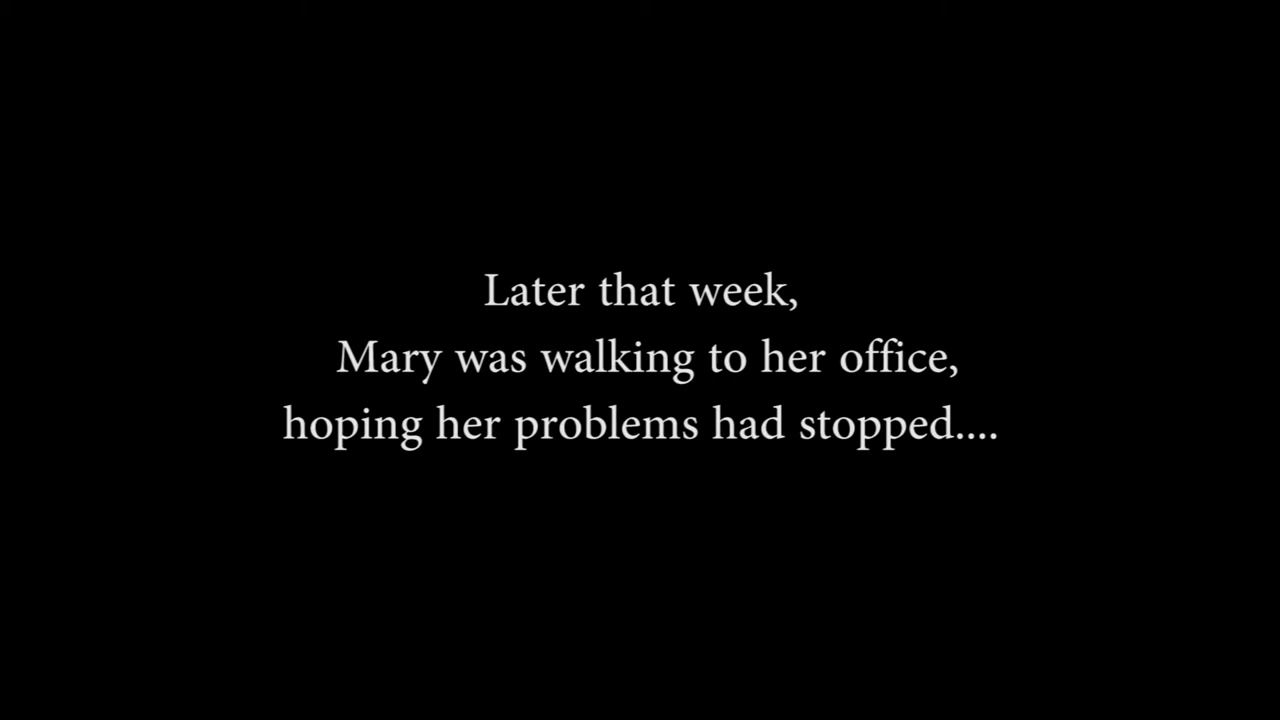 Later that week,
Mary was walking to her office,
hoping her problems had stopped....